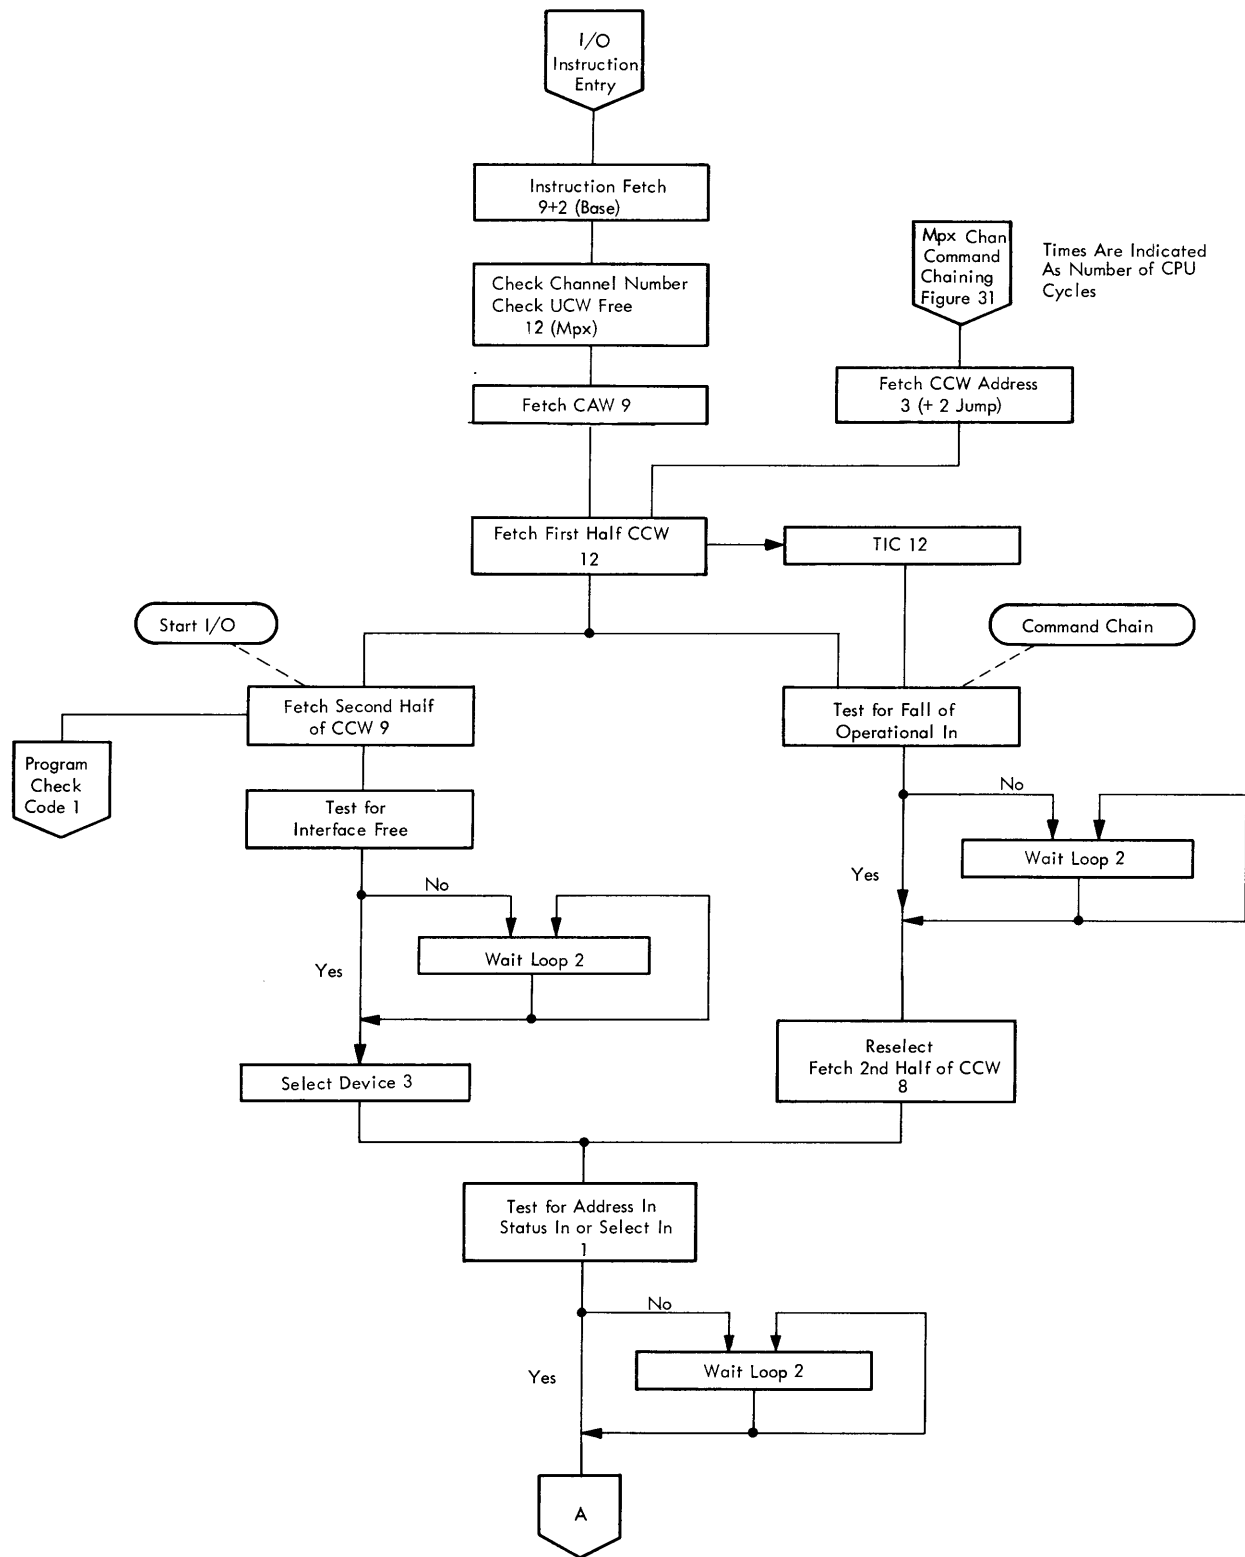 I/O
Instruction
Entry
Instruction Fetch
9+2 (Base)
Check Channel Number
Check UCW Free
12 (Mpx)
Fetch CAW 9
Mpx Chan
Command
Chaining
Figure 31
Times Are Indicated
As Number of CPU
Cycles
Fetch CCW Address
3 (+ 2 Jump)
Fetch First Half CCW
12
TIC 12
Start I/O
Command Chain
Fetch Second Half
of CCW 9
Test for Fall of
Operational In
Program
Check
Code 1
Test for
Interface Free
No
Wait Loop 2
Yes
No
Wait Loop 2
Yes
Select Device 3
Reselect
Fetch 2nd Half of CCW
8
Test for Address In
Status In or Select In
1
No
Wait Loop 2
Yes
A